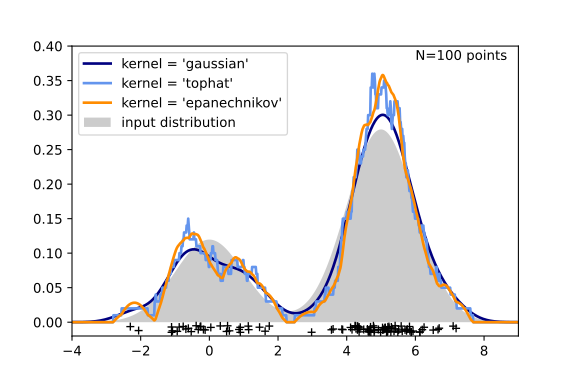 0.40
0.35
0.30
0.25
0.20
0.15
0.10
0.05
0.00
kernel = 'gaussian'
kernel = 'tophat'
kernel = 'epanechnikov'
input distribution
N=100 points
−4 −2 0 2 4 6 8